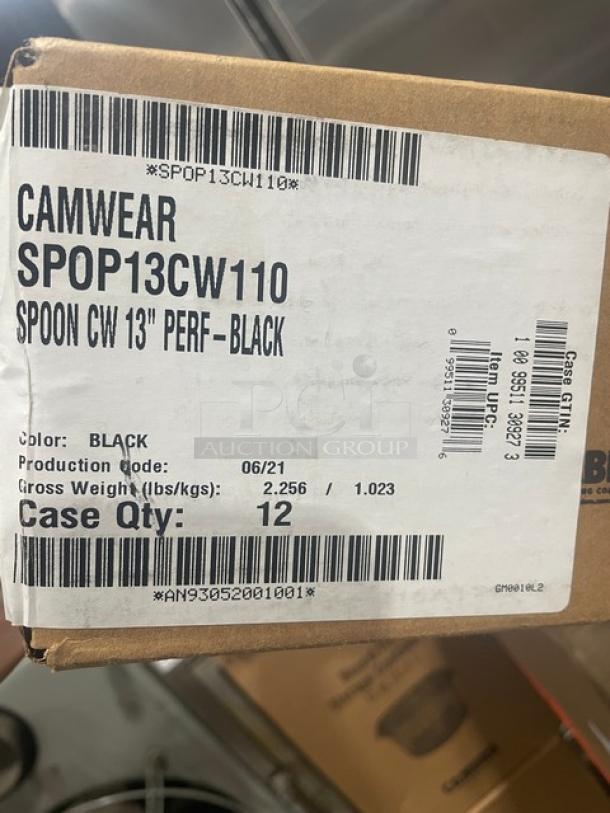 *SPOP13CW110*
CAMWEAR
SPOP13CW110
SPOON CW 13" PERF-BLACK
Color: BLACK
Production Code: 06/21
Gross Weight (lbs/kgs): 2.256 / 1.023
Case Qty: 12
*AN93052001001*
GM0010L2
Item UPC:
0 99511 30927 6
Case GTIN:
1 00 99511 30927 3
PCI
AUCTION GROUP